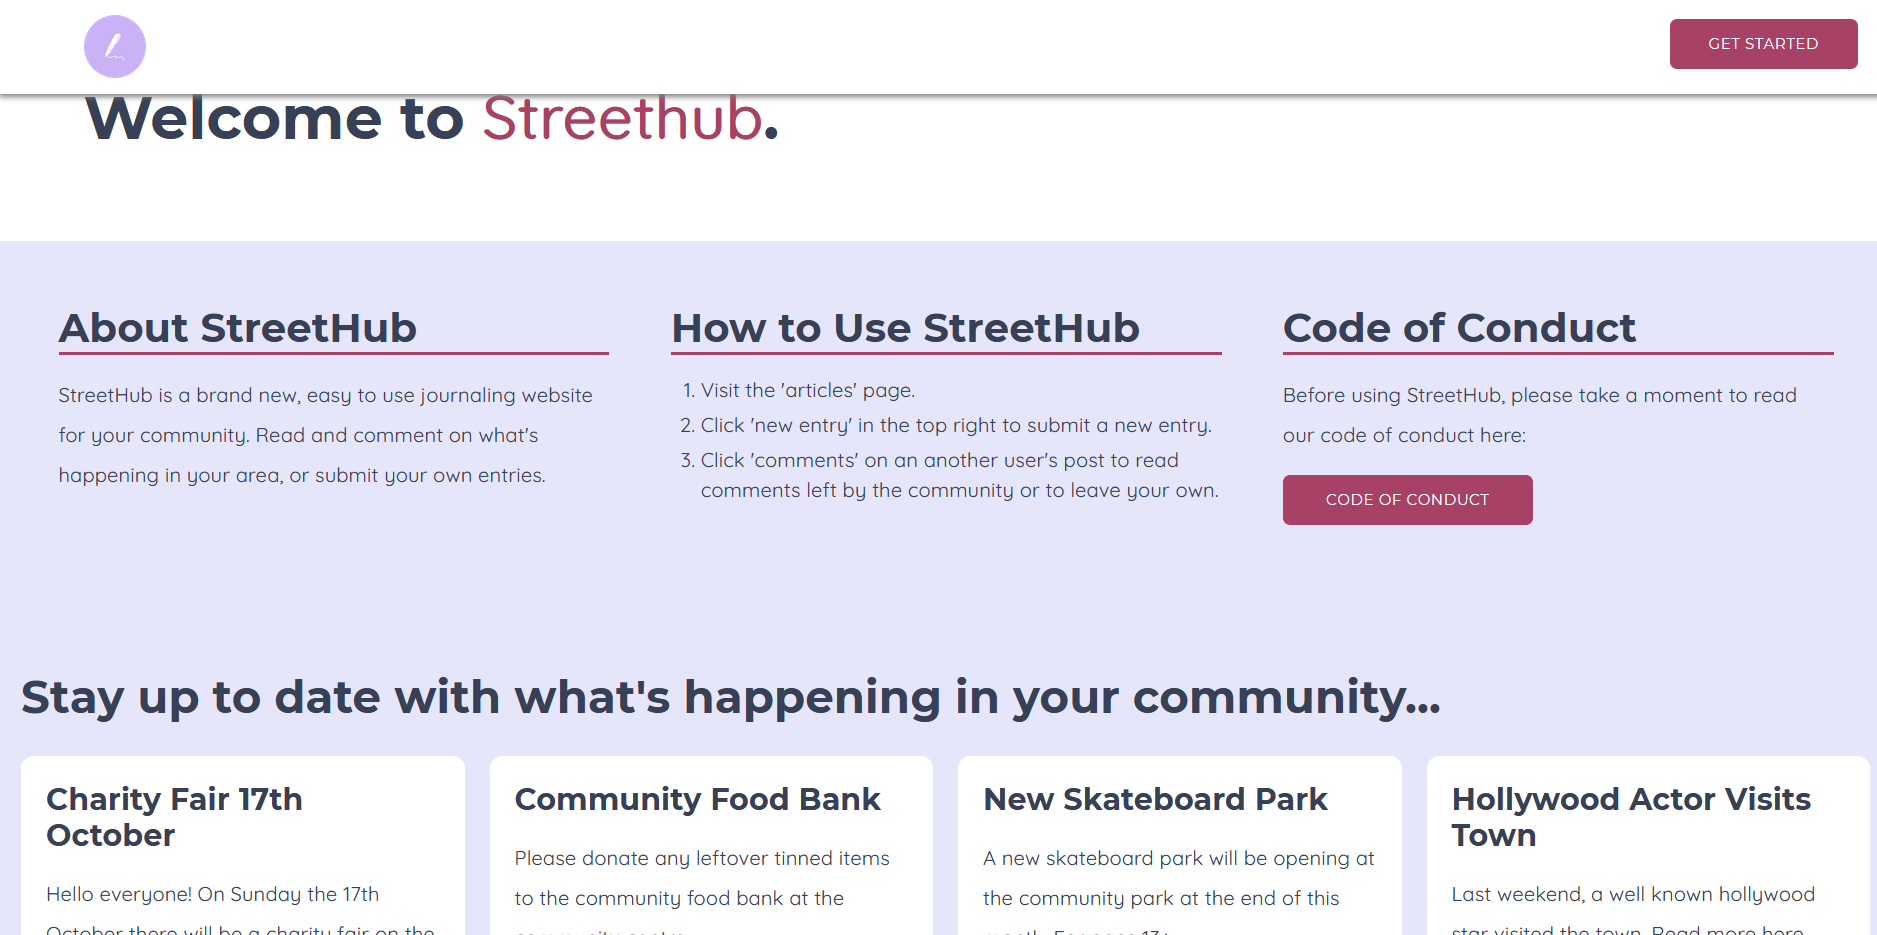 GET STARTED
Welcome to Streethub.
About StreetHub
StreetHub is a brand new, easy to use journaling website
for your community. Read and comment on what's
happening in your area, or submit your own entries.
How to Use StreetHub
1. Visit the 'articles' page.
2. Click 'new entry' in the top right to submit a new entry.
3. Click 'comments' on an another user's post to read
comments left by the community or to leave your own.
Code of Conduct
Before using StreetHub, please take a moment to read
our code of conduct here:
CODE OF CONDUCT
Stay up to date with what's happening in your community...
Charity Fair 17th
October
Hello everyone! On Sunday the 17th
October there will be a charity fair on the
Community Food Bank
Please donate any leftover tinned items
to the community food bank at the
New Skateboard Park
A new skateboard park will be opening at
the community park at the end of this
Hollywood Actor Visits
Town
Last weekend, a well known hollywood
star visited the town. Read more here